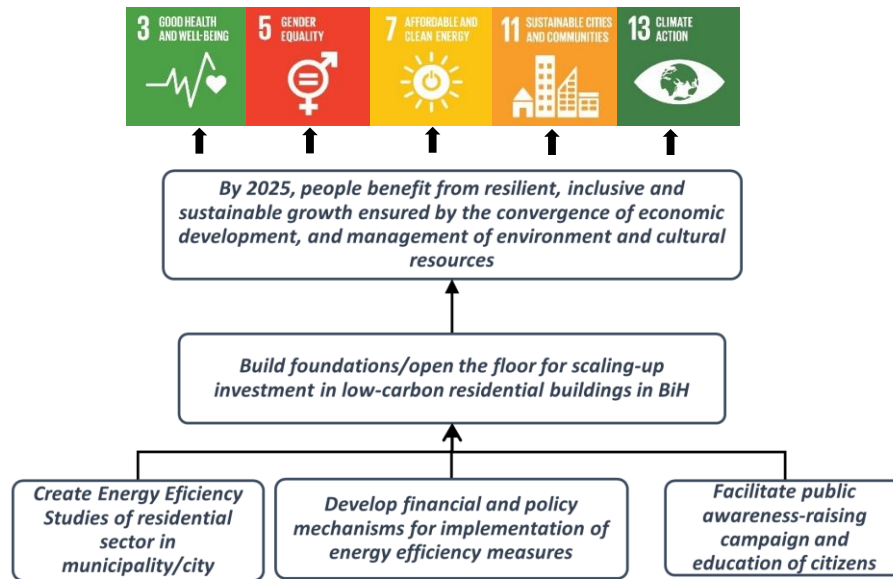 3 GOOD HEALTH
AND WELL-BEING
5 GENDER
EQUALITY
7 AFFORDABLE AND
CLEAN ENERGY
11 SUSTAINABLE CITIES
AND COMMUNITIES
13 CLIMATE
ACTION
By 2025, people benefit from resilient, inclusive and
sustainable growth ensured by the convergence of economic
development, and management of environment and cultural
resources
Build foundations/open the floor for scaling-up
investment in low-carbon residential buildings in BiH
Create Energy Eficiency
Studies of residential
sector in
municipality/city
Develop financial and policy
mechanisms for implementation of
energy efficiency measures
Facilitate public
awareness-raising
campaign and
education of citizens